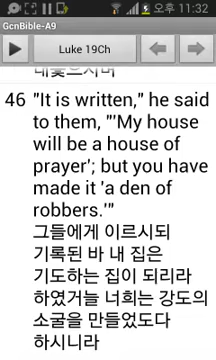 오후 11:32
GcnBible-A9
Luke 19Ch
46 "It is written," he said
to them, "'My house
will be a house of
prayer'; but you have
made it 'a den of
robbers.'"
그들에게 이르시되
기록된 바 내 집은
기도하는 집이 되리라
하였거늘 너희는 강도의
소굴을 만들었도다
하시니라